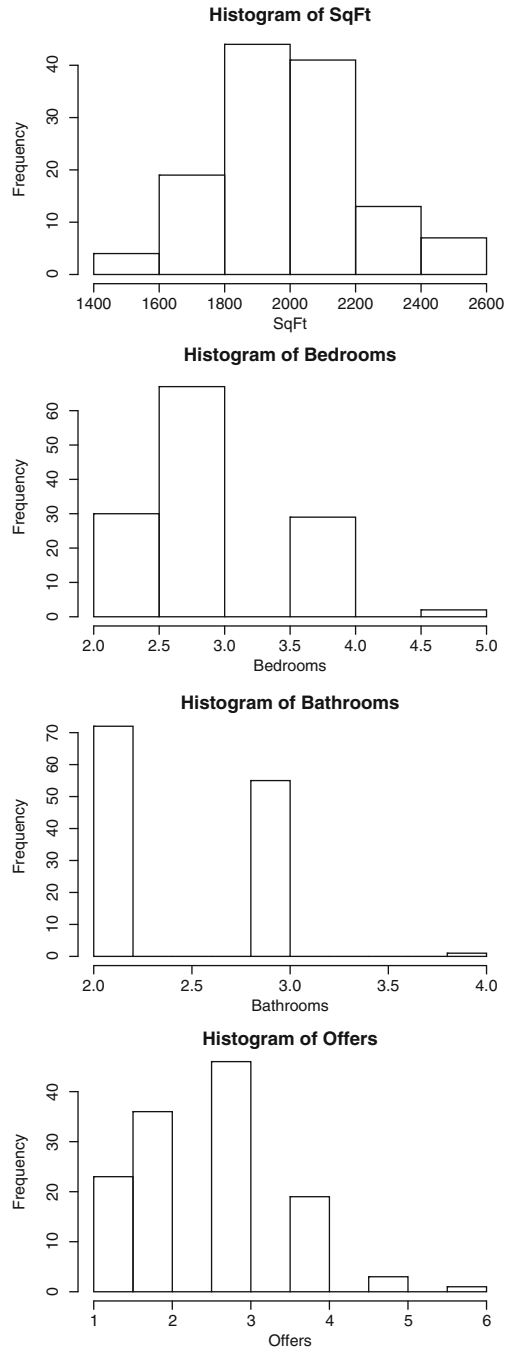 Histogram of SqFt
Frequency
0 10 20 30 40
1400 1600 1800 2000 2200 2400 2600
SqFt
Histogram of Bedrooms
Frequency
0 10 20 30 40 50 60
2.0 2.5 3.0 3.5 4.0 4.5 5.0
Bedrooms
Histogram of Bathrooms
Frequency
0 10 20 30 40 50 60 70
2.0 2.5 3.0 3.5 4.0
Bathrooms
Histogram of Offers
Frequency
0 10 20 30 40
1 2 3 4 5 6
Offers